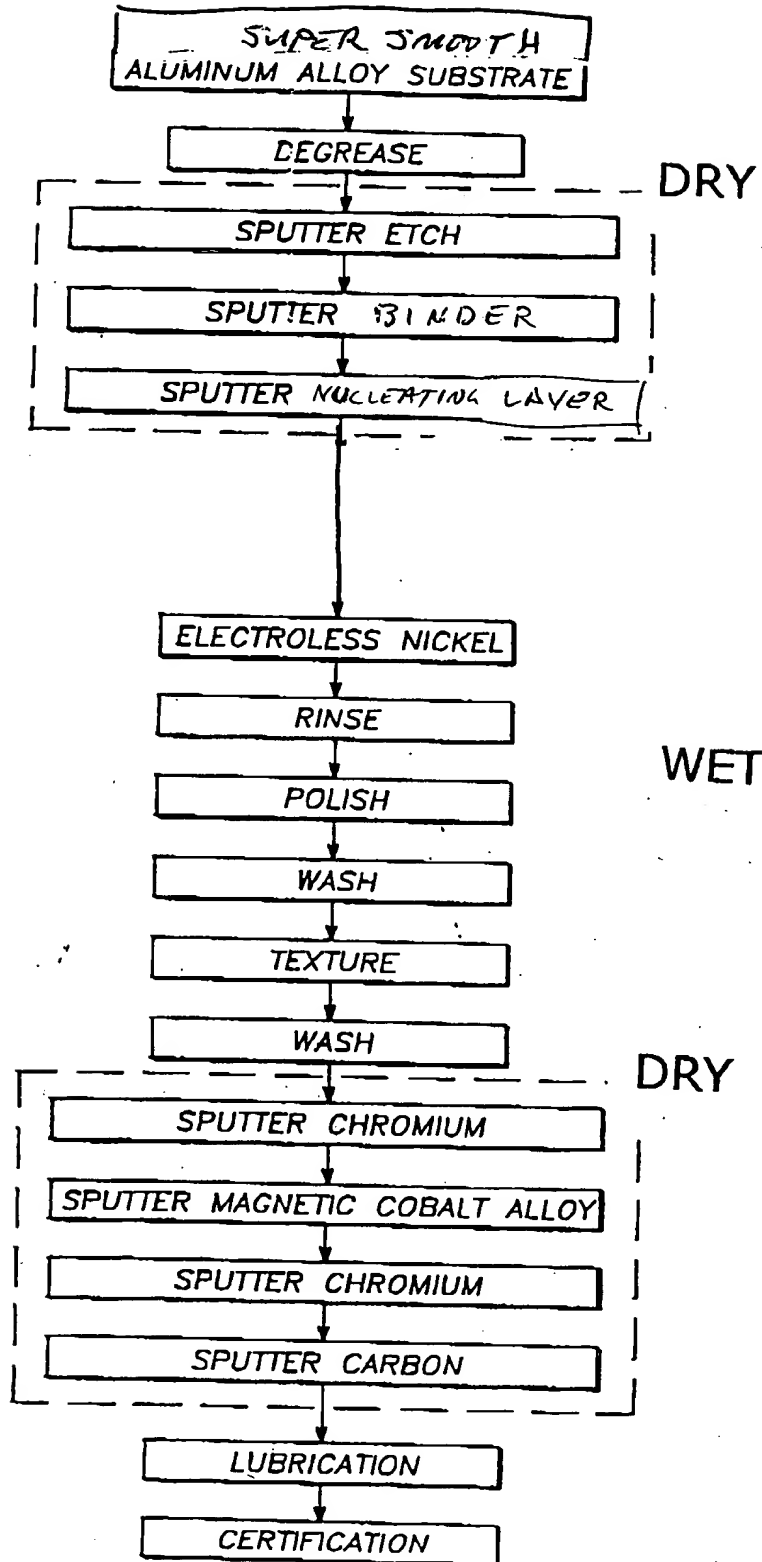 SUPER SMOOTH
ALUMINUM ALLOY SUBSTRATE
DEGREASE
DRY
SPUTTER ETCH
SPUTTER BINDER
SPUTTER NUCLEATING LAYER
ELECTROLESS NICKEL
RINSE
WET
POLISH
WASH
TEXTURE
WASH
DRY
SPUTTER CHROMIUM
SPUTTER MAGNETIC COBALT ALLOY
SPUTTER CHROMIUM
SPUTTER CARBON
LUBRICATION
CERTIFICATION